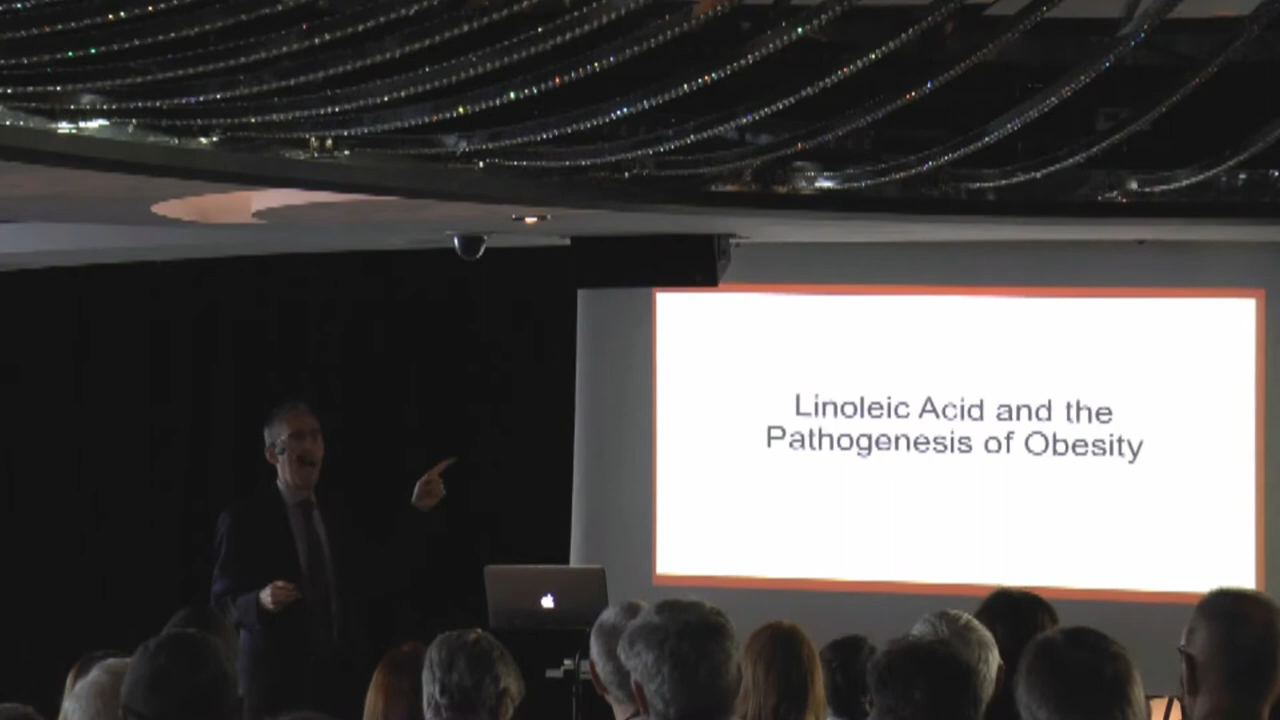 Linoleic Acid and the
Pathogenesis of Obesity